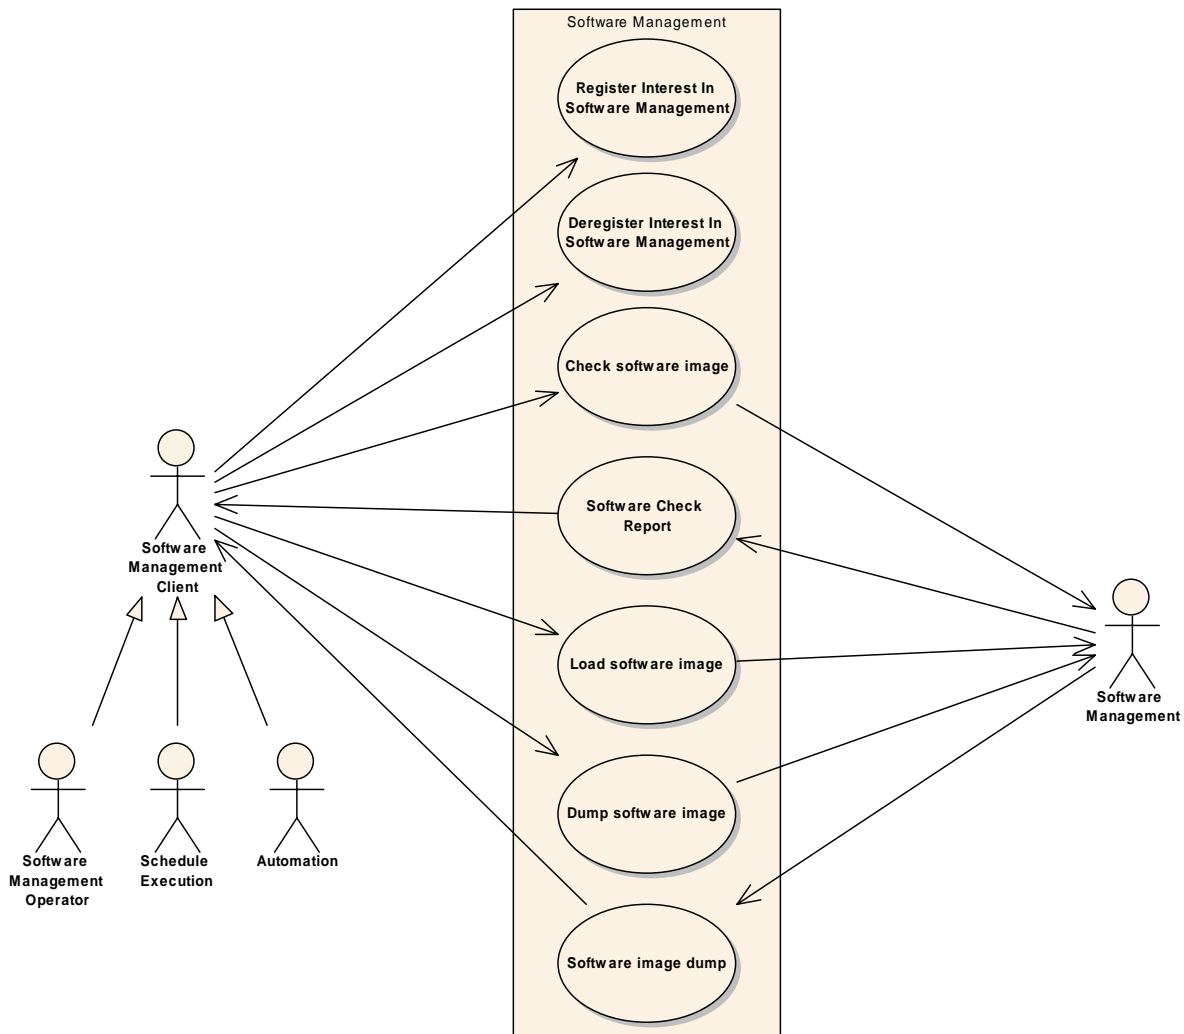 Software Management
Register Interest In
Software Management
Deregister Interest In
Software Management
Check software image
Software Check
Report
Load software image
Dump software image
Software image dump
Software
Management
Client
Software
Management
Operator
Schedule
Execution
Automation
Software
Management